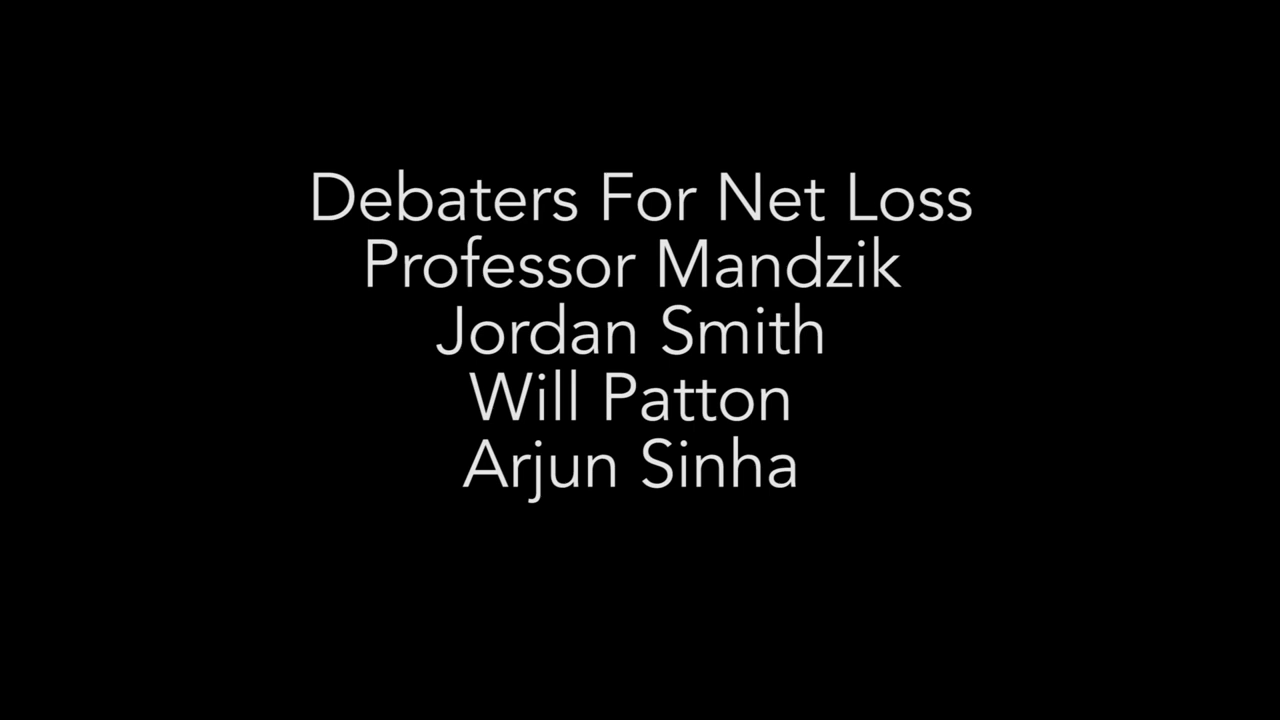 Debaters For Net Loss
Professor Mandzik
Jordan Smith
Will Patton
Arjun Sinha